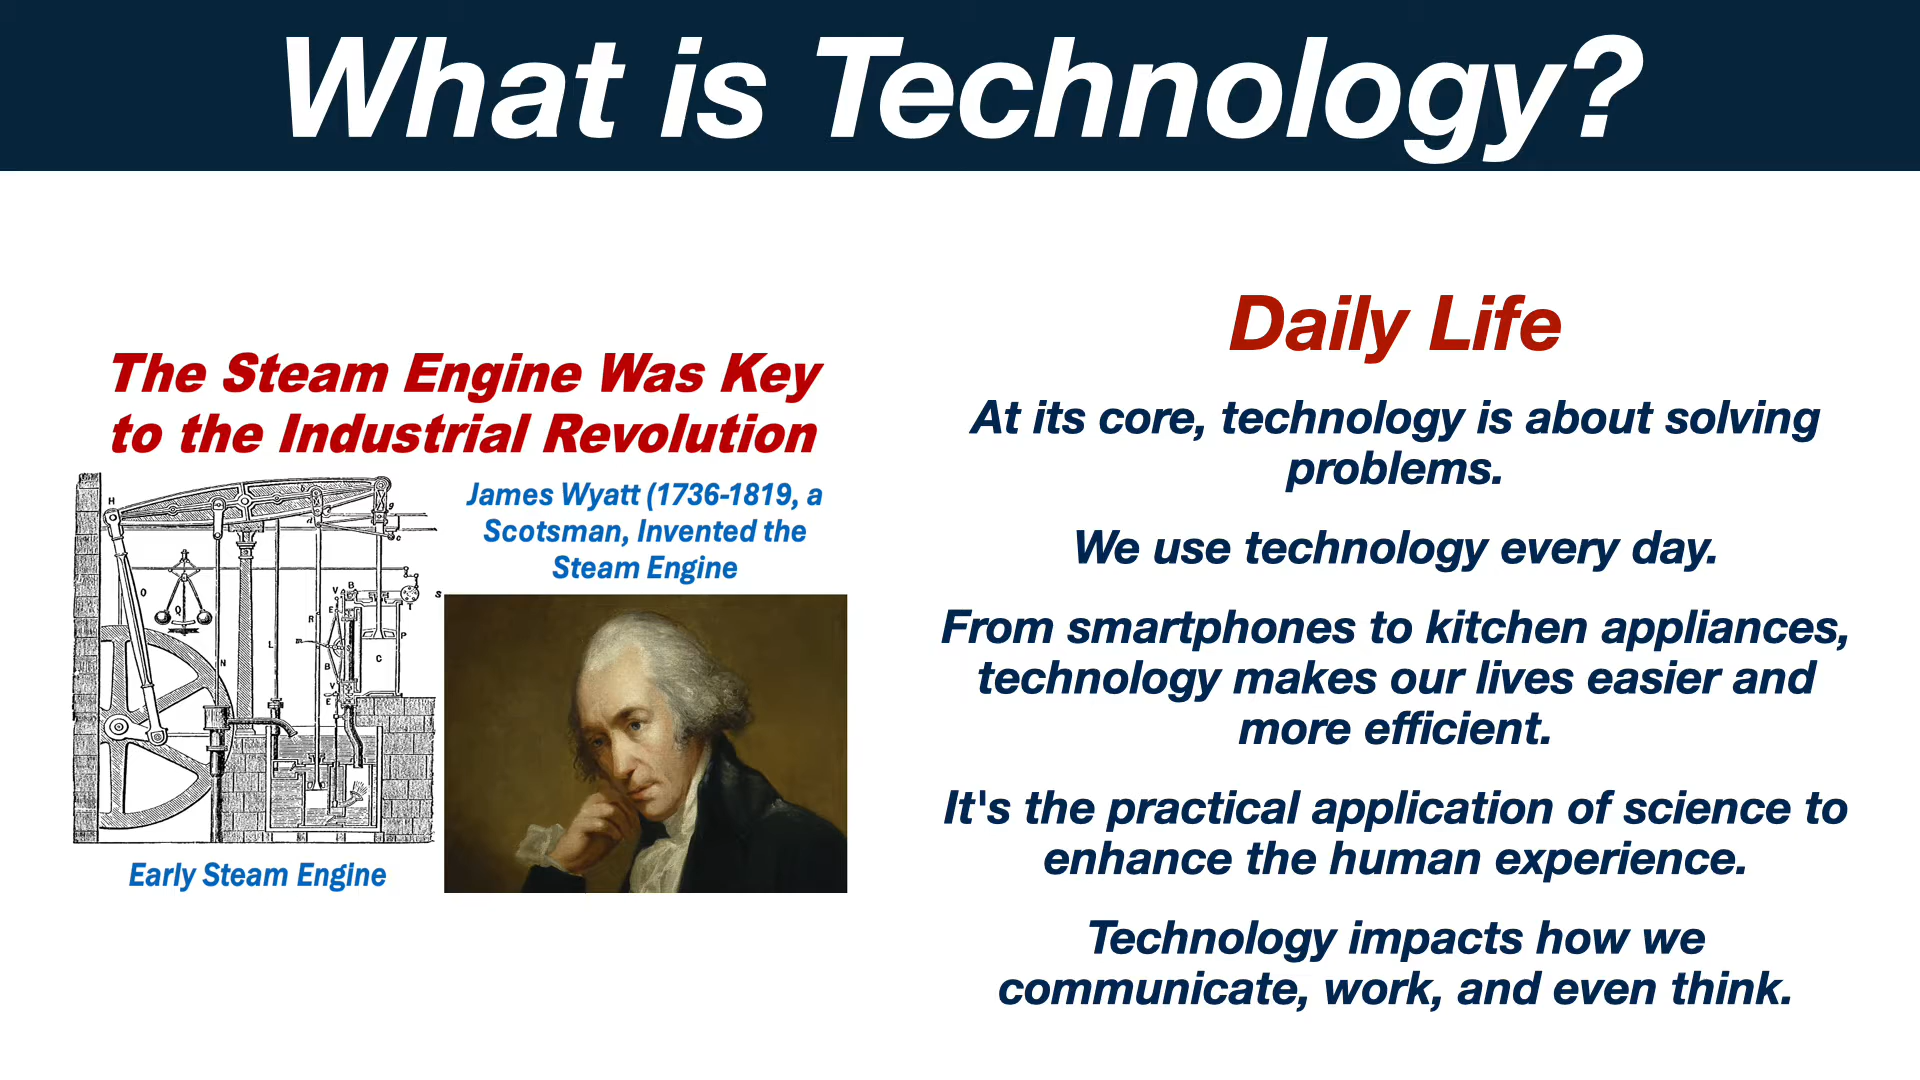 What is Technology?
The Steam Engine Was Key
to the Industrial Revolution
James Wyatt (1736-1819, a
Scotsman, Invented the
Steam Engine
H
b
g
d
c
O
Q
V
B
T
s
E
R
P
m
N
L
B
C
V
E
Early Steam Engine
Daily Life
At its core, technology is about solving
problems.
We use technology every day.
From smartphones to kitchen appliances,
technology makes our lives easier and
more efficient.
It's the practical application of science to
enhance the human experience.
Technology impacts how we
communicate, work, and even think.